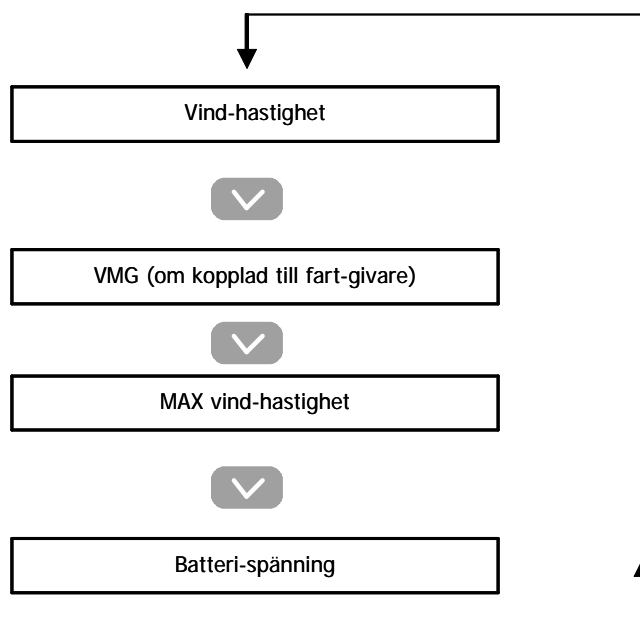 Vind-hastighet
VMG (om kopplad till fart-givare)
MAX vind-hastighet
Batteri-spänning